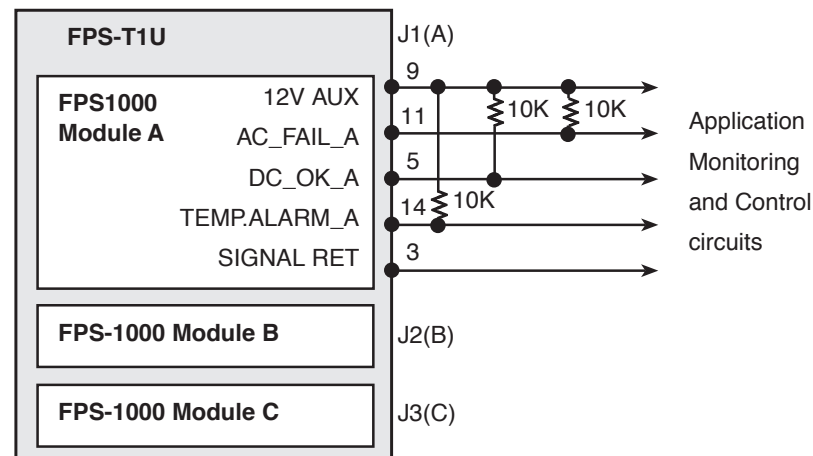 FPS-T1U
J1(A)
FPS1000
Module A
12V AUX
9
AC_FAIL_A
11
DC_OK_A
5
TEMP.ALARM_A
14
SIGNAL RET
3
10K
10K
10K
Application
Monitoring
and Control
circuits
FPS-1000 Module B
J2(B)
FPS-1000 Module C
J3(C)